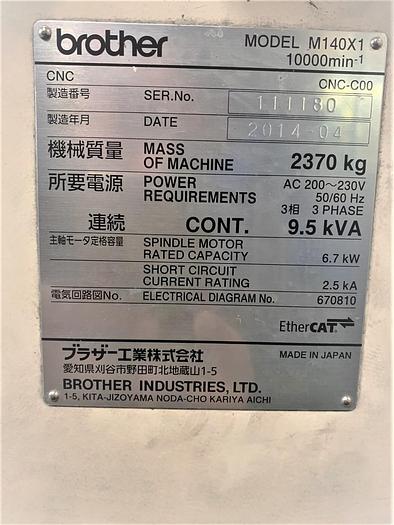 brother
MODEL M140X1
10000min-1
CNC
CNC-C00
製造番号 SER.No. 111180
製造年月 DATE 2014-04
機械質量 MASS OF MACHINE 2370 kg
所要電源 POWER REQUIREMENTS AC 200~230V
50/60 Hz
3相 3 PHASE
連続 CONT. 9.5 kVA
主軸モータ定格容量 SPINDLE MOTOR RATED CAPACITY 6.7 kW
SHORT CIRCUIT CURRENT RATING 2.5 kA
電気回路図No. ELECTRICAL DIAGRAM No. 670810
EtherCAT
ブラザー工業株式会社
MADE IN JAPAN
愛知県刈谷市野田町北地蔵山1-5
BROTHER INDUSTRIES, LTD.
1-5, KITA-JIZOYAMA NODA-CHO KARIYA AICHI